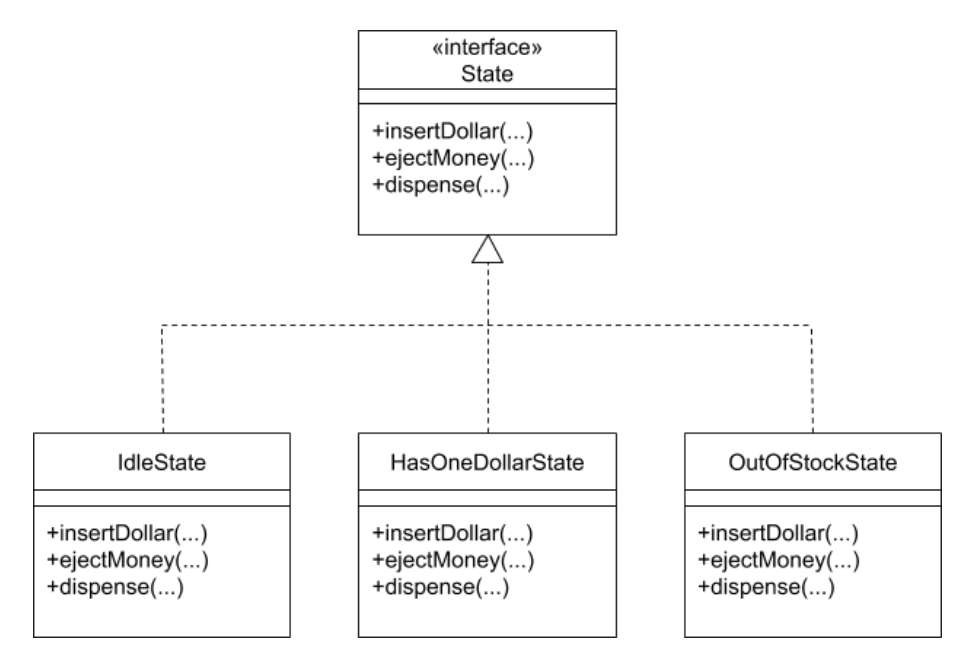 «interface»
State
+insertDollar(...)
+ejectMoney(...)
+dispense(...)
IdleState
+insertDollar(...)
+ejectMoney(...)
+dispense(...)
HasOneDollarState
+insertDollar(...)
+ejectMoney(...)
+dispense(...)
OutOfStockState
+insertDollar(...)
+ejectMoney(...)
+dispense(...)